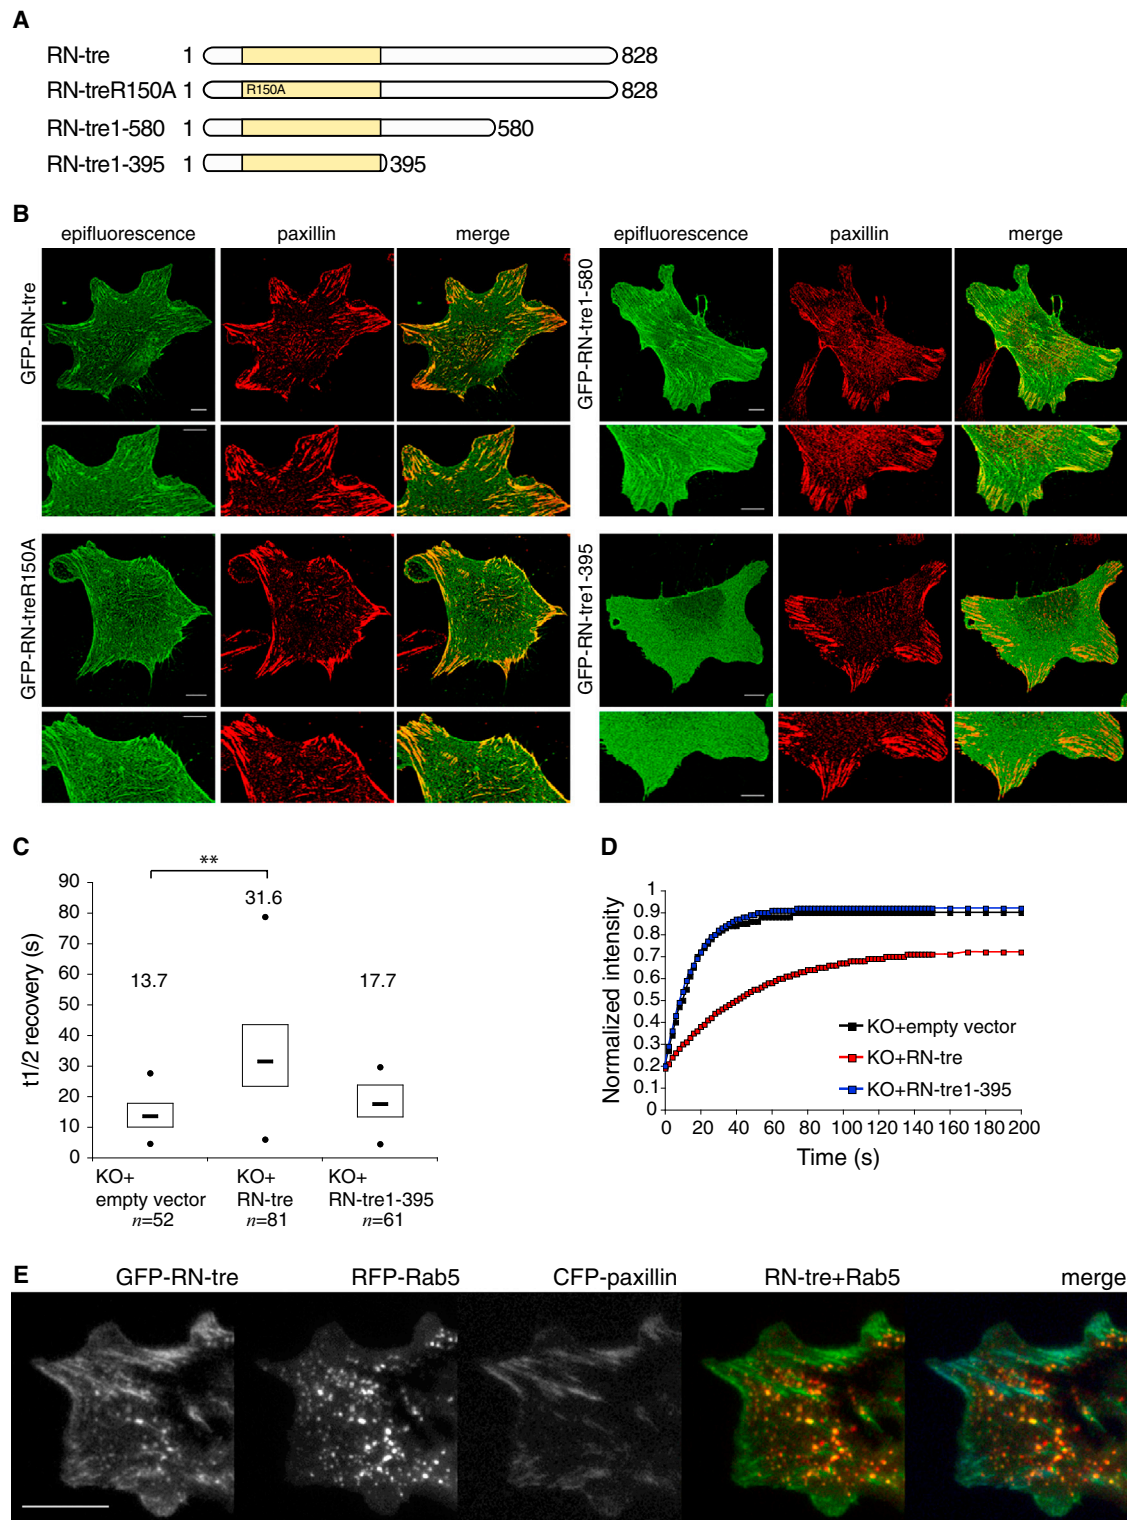 A
RN-tre 1 828
RN-treR150A 1 R150A 828
RN-tre1-580 1 580
RN-tre1-395 1 395
B
epifluorescence paxillin merge epifluorescence paxillin merge
GFP-RN-tre
GFP-RN-tre1-580
GFP-RN-treR150A
GFP-RN-tre1-395
C
**
t1/2 recovery (s)
90
80
70
60
50
40
30
20
10
0
13.7
31.6
17.7
KO+ empty vector n=52
KO+ RN-tre n=81
KO+ RN-tre1-395 n=61
D
Normalized intensity
1
0.9
0.8
0.7
0.6
0.5
0.4
0.3
0.2
0.1
0
KO+empty vector
KO+RN-tre
KO+RN-tre1-395
0 20 40 60 80 100 120 140 160 180 200
Time (s)
E
GFP-RN-tre RFP-Rab5 CFP-paxillin RN-tre+Rab5 merge